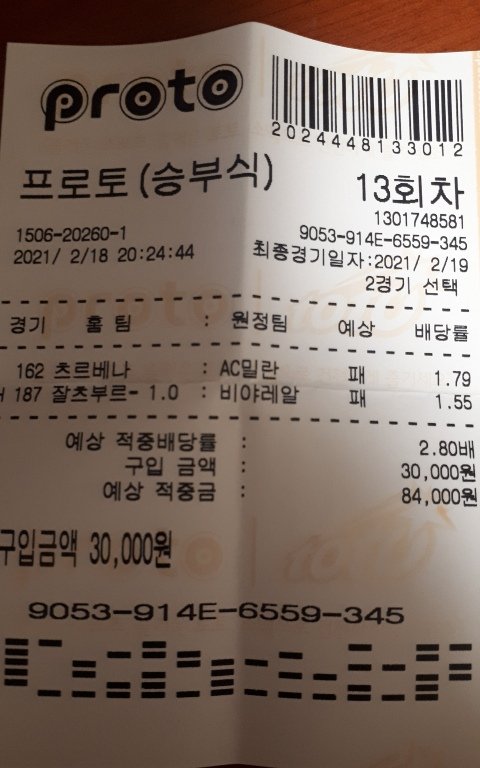 proto
2024448133012
프로토(승부식)
13회차
1301748581
1506-20260-1
9053-914E-6559-345
2021/ 2/18 20:24:44
최종경기일자:2021/ 2/19
2경기 선택
경기 홈 팀 : 원정팀 예상 배당률
162 츠르베나 : AC밀란 패 1.79
187 잘츠부르- 1.0 : 비야레알 패 1.55
예상 적중배당률 : 2.80배
구입 금액 : 30,000원
예상 적중금 : 84,000원
구입금액 30,000원
9053-914E-6559-345